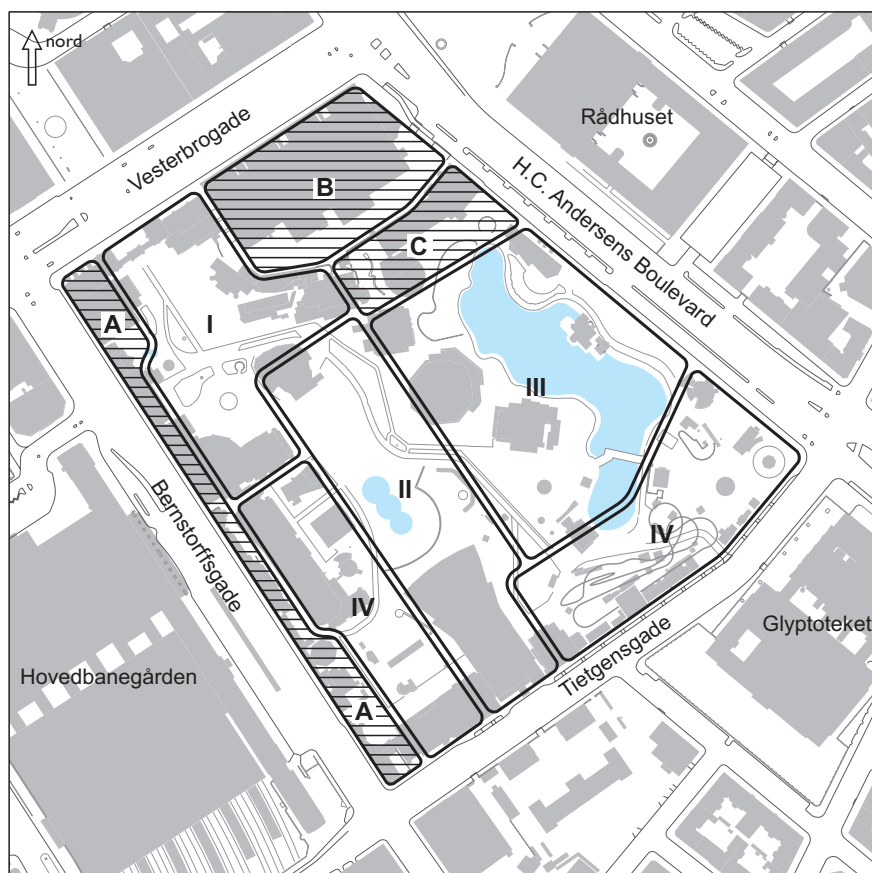 nord
Rådhuset
Vesterbrogade
B
H.C. Andersens Boulevard
C
A
I
III
II
Bernstorffsgade
IV
IV
Glyptoteket
Hovedbanegården
Tietgensgade
A